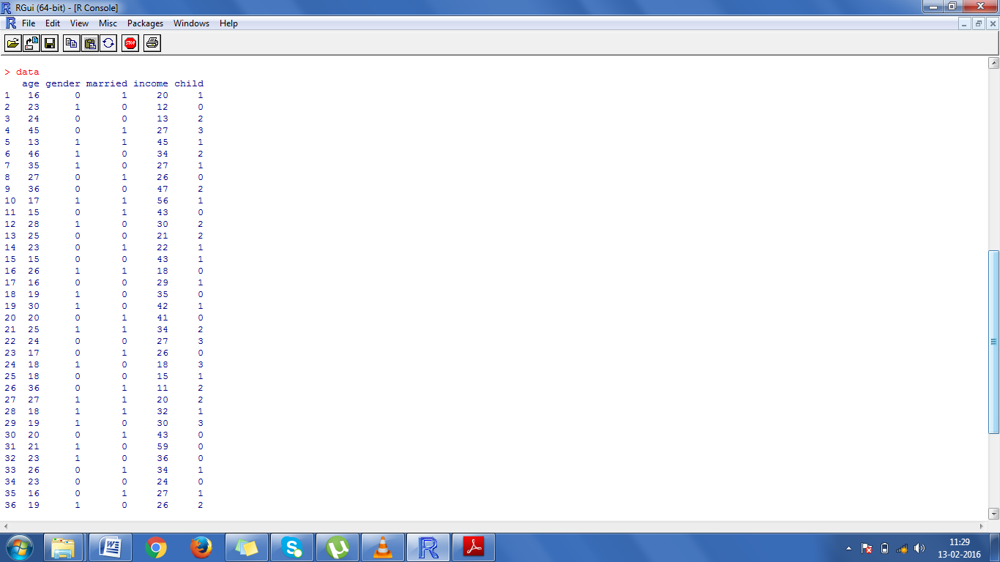 RGui (64-bit) - [R Console]
File Edit View Misc Packages Windows Help
STOP
> data
age gender married income child
1 16 0 1 20 1
2 23 1 0 12 0
3 24 0 0 13 2
4 45 0 1 27 3
5 13 1 1 45 1
6 46 1 0 34 2
7 35 1 0 27 1
8 27 0 1 26 0
9 36 0 0 47 2
10 17 1 1 56 1
11 15 0 1 43 0
12 28 1 0 30 2
13 25 0 0 21 2
14 23 0 1 22 1
15 15 0 0 43 1
16 26 1 1 18 0
17 16 0 0 29 1
18 19 1 0 35 0
19 30 1 0 42 1
20 20 0 1 41 0
21 25 1 1 34 2
22 24 0 0 27 3
23 17 0 1 26 0
24 18 1 0 18 3
25 18 0 0 15 1
26 36 0 1 11 2
27 27 1 1 20 2
28 18 1 1 32 1
29 19 1 0 30 3
30 20 0 1 43 0
31 21 1 0 59 0
32 23 1 0 36 0
33 26 0 1 34 1
34 23 0 0 24 0
35 16 0 1 27 1
36 19 1 0 26 2
11:29
13-02-2016